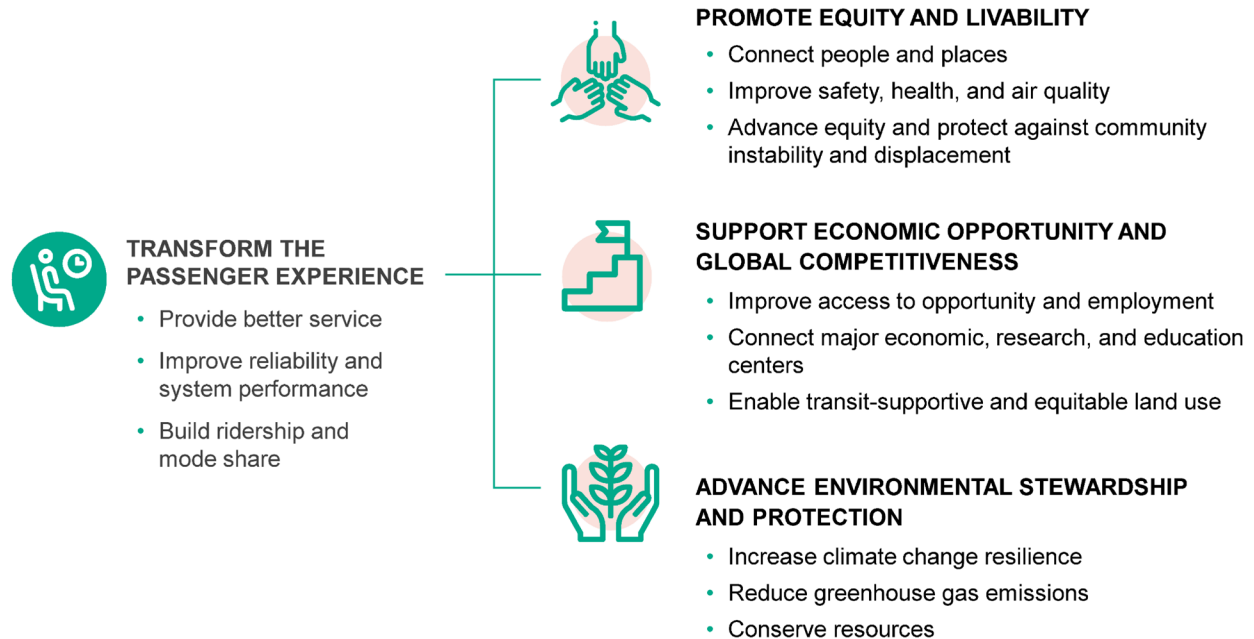 TRANSFORM THE
PASSENGER EXPERIENCE
• Provide better service
• Improve reliability and
system performance
• Build ridership and
mode share
PROMOTE EQUITY AND LIVABILITY
• Connect people and places
• Improve safety, health, and air quality
• Advance equity and protect against community
instability and displacement
SUPPORT ECONOMIC OPPORTUNITY AND
GLOBAL COMPETITIVENESS
• Improve access to opportunity and employment
• Connect major economic, research, and education
centers
• Enable transit-supportive and equitable land use
ADVANCE ENVIRONMENTAL STEWARDSHIP
AND PROTECTION
• Increase climate change resilience
• Reduce greenhouse gas emissions
• Conserve resources